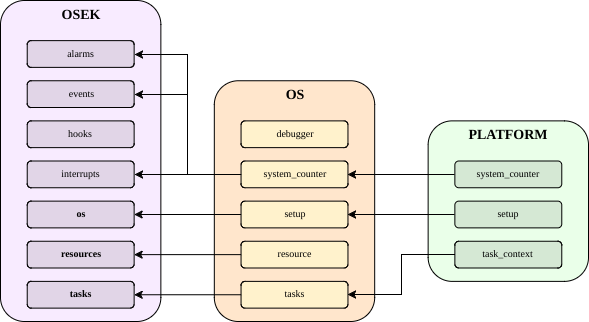 OSEK
alarms
events
hooks
interrupts
os
resources
tasks
OS
debugger
system_counter
setup
resource
tasks
PLATFORM
system_counter
setup
task_context